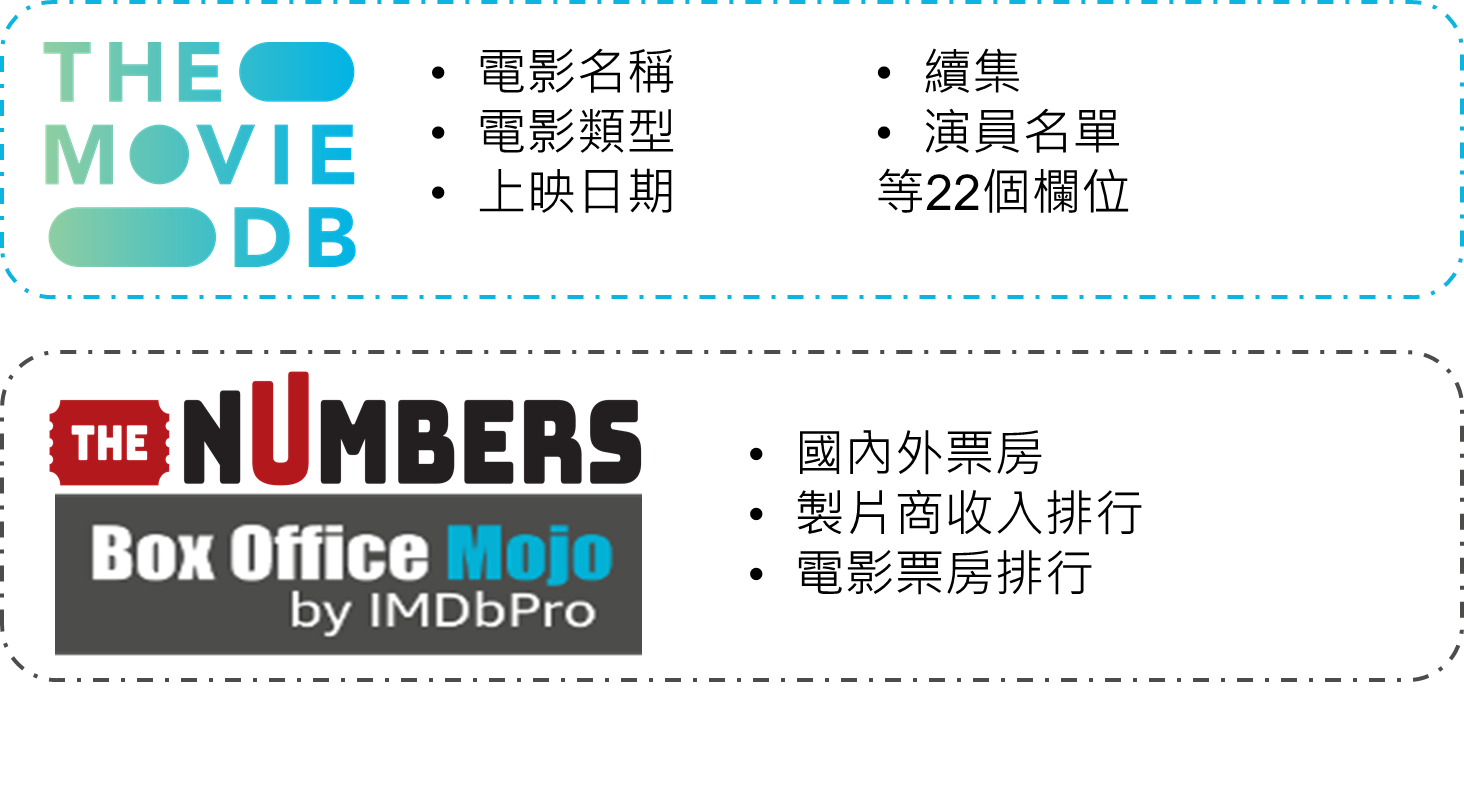 THE
MOVIE
DB
• 電影名稱
• 電影類型
• 上映日期
• 續集
• 演員名單
等22個欄位
THE NUMBERS
Box Office Mojo
by IMDbPro
• 國內外票房
• 製片商收入排行
• 電影票房排行